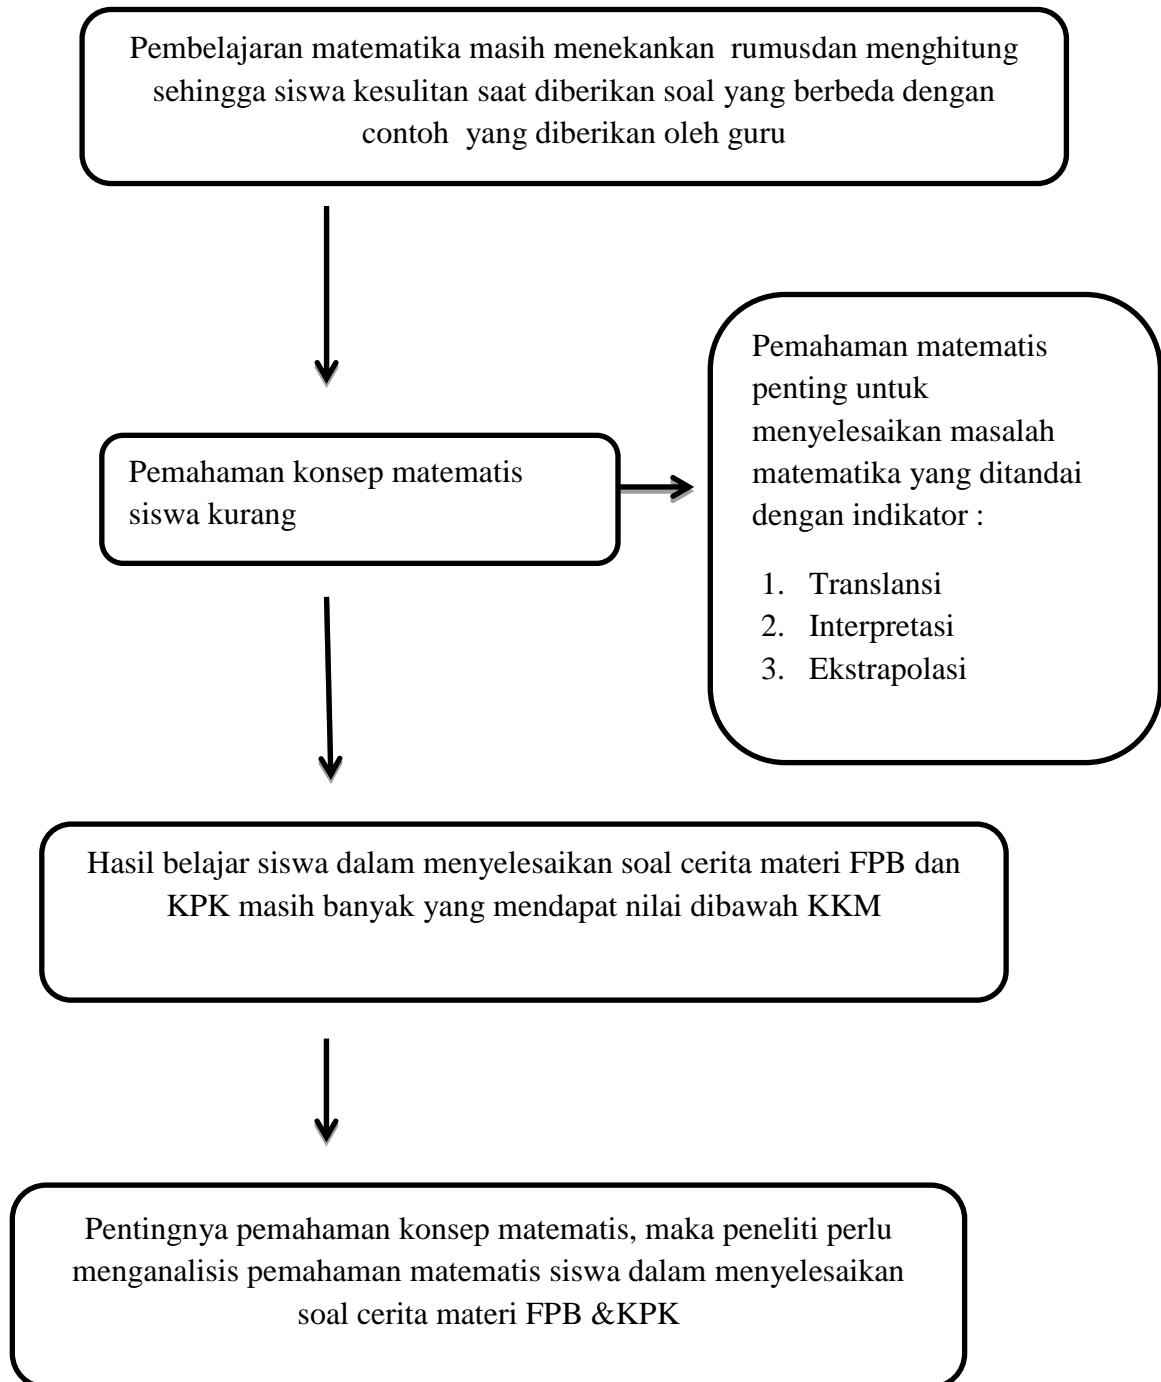 Pembelajaran matematika masih menekankan  rumusdan menghitung
sehingga siswa kesulitan saat diberikan soal yang berbeda dengan
contoh  yang diberikan oleh guru
Pemahaman konsep matematis
siswa kurang
Pemahaman matematis
penting untuk
menyelesaikan masalah
matematika yang ditandai
dengan indikator :
1. Translansi
2. Interpretasi
3. Ekstrapolasi
Hasil belajar siswa dalam menyelesaikan soal cerita materi FPB dan
KPK masih banyak yang mendapat nilai dibawah KKM
Pentingnya pemahaman konsep matematis, maka peneliti perlu
menganalisis pemahaman matematis siswa dalam menyelesaikan
soal cerita materi FPB &KPK